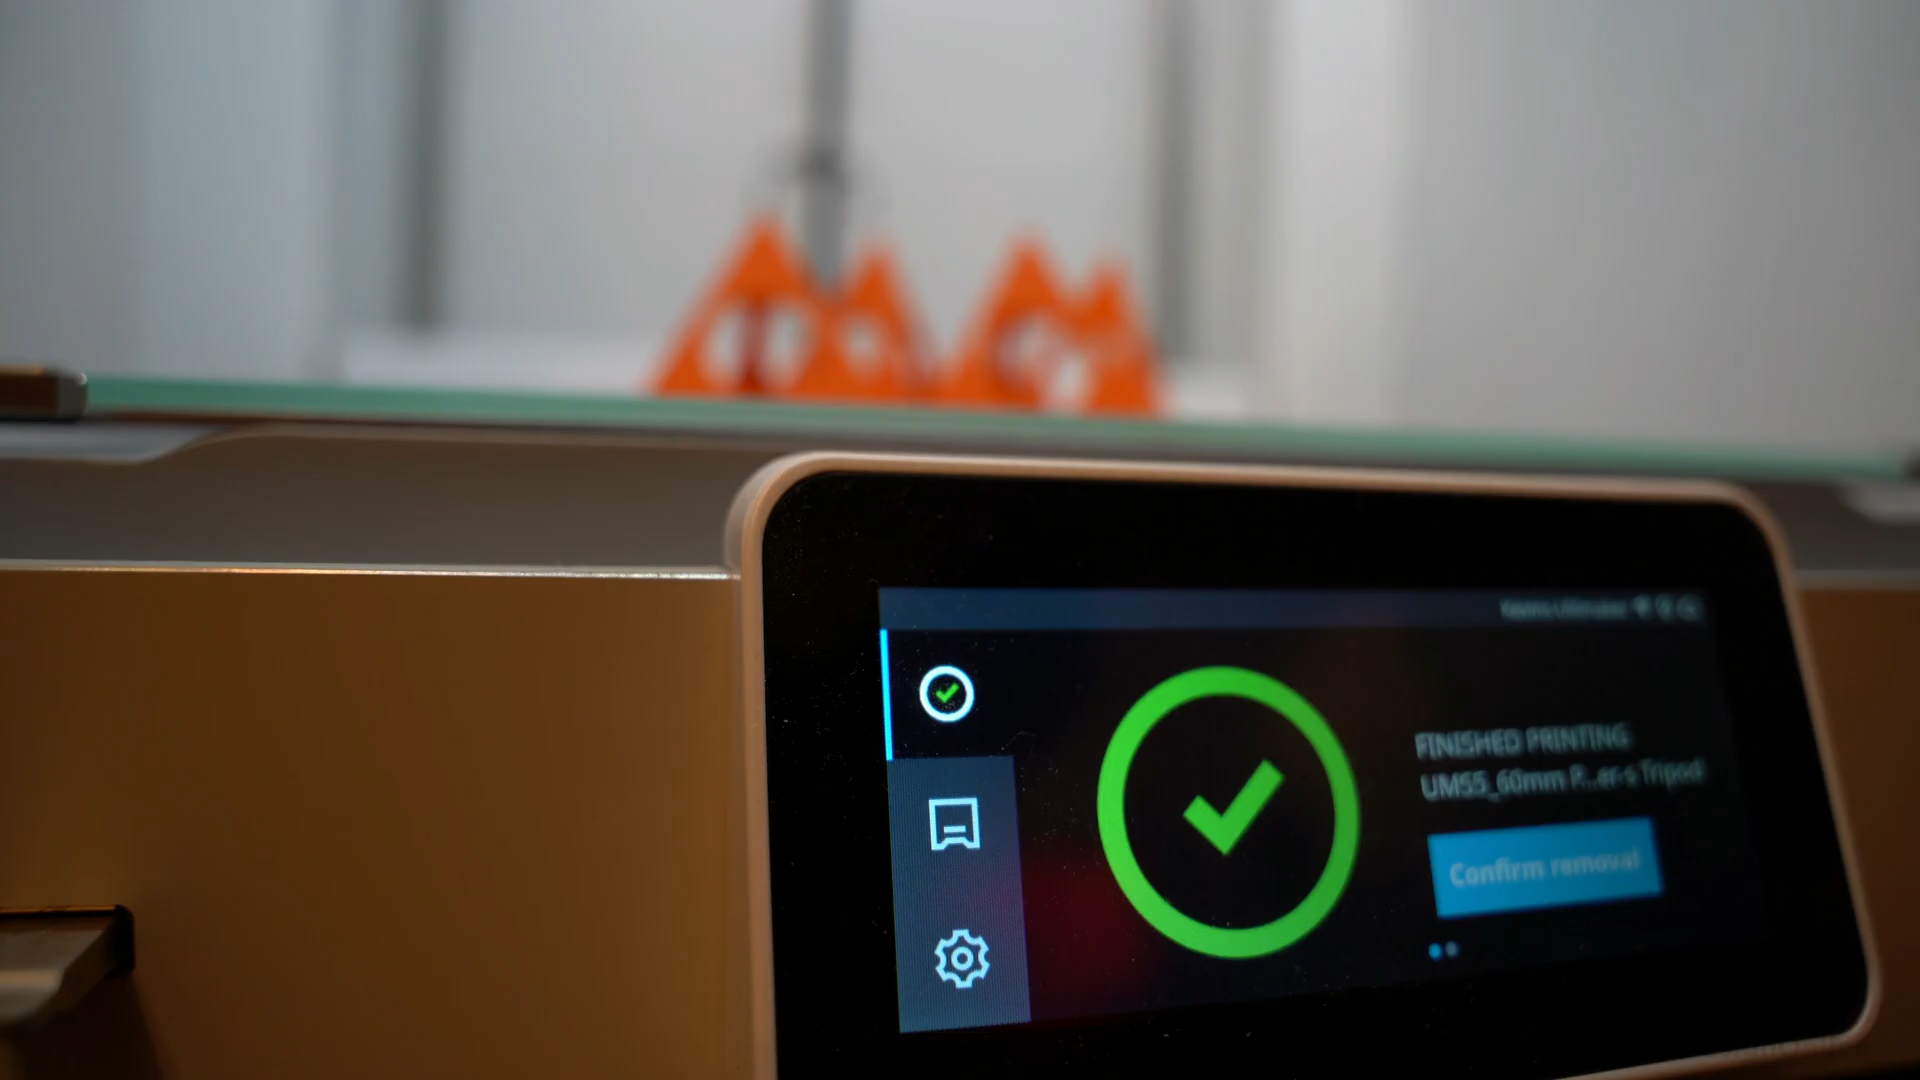 FINISHED PRINTING
UMS5_60mm P...er-s Tripod
Confirm removal